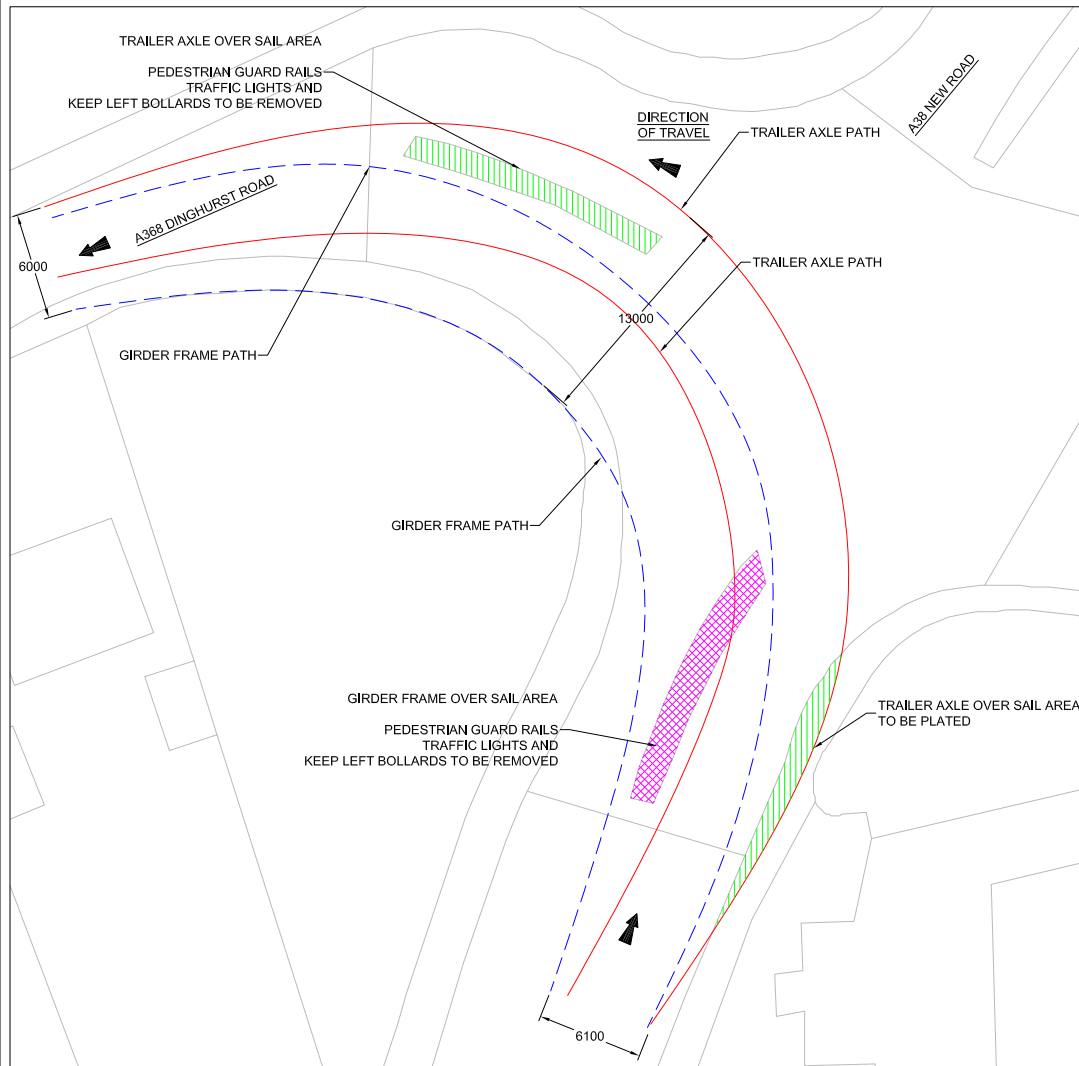 TRAILER AXLE OVER SAIL AREA
PEDESTRIAN GUARD RAILS
TRAFFIC LIGHTS AND
KEEP LEFT BOLLARDS TO BE REMOVED
DIRECTION
OF TRAVEL
TRAILER AXLE PATH
A38 NEW ROAD
A368 DINGHURST ROAD
6000
TRAILER AXLE PATH
13000
GIRDER FRAME PATH
GIRDER FRAME PATH
GIRDER FRAME OVER SAIL AREA
PEDESTRIAN GUARD RAILS
TRAFFIC LIGHTS AND
KEEP LEFT BOLLARDS TO BE REMOVED
TRAILER AXLE OVER SAIL AREA
TO BE PLATED
6100